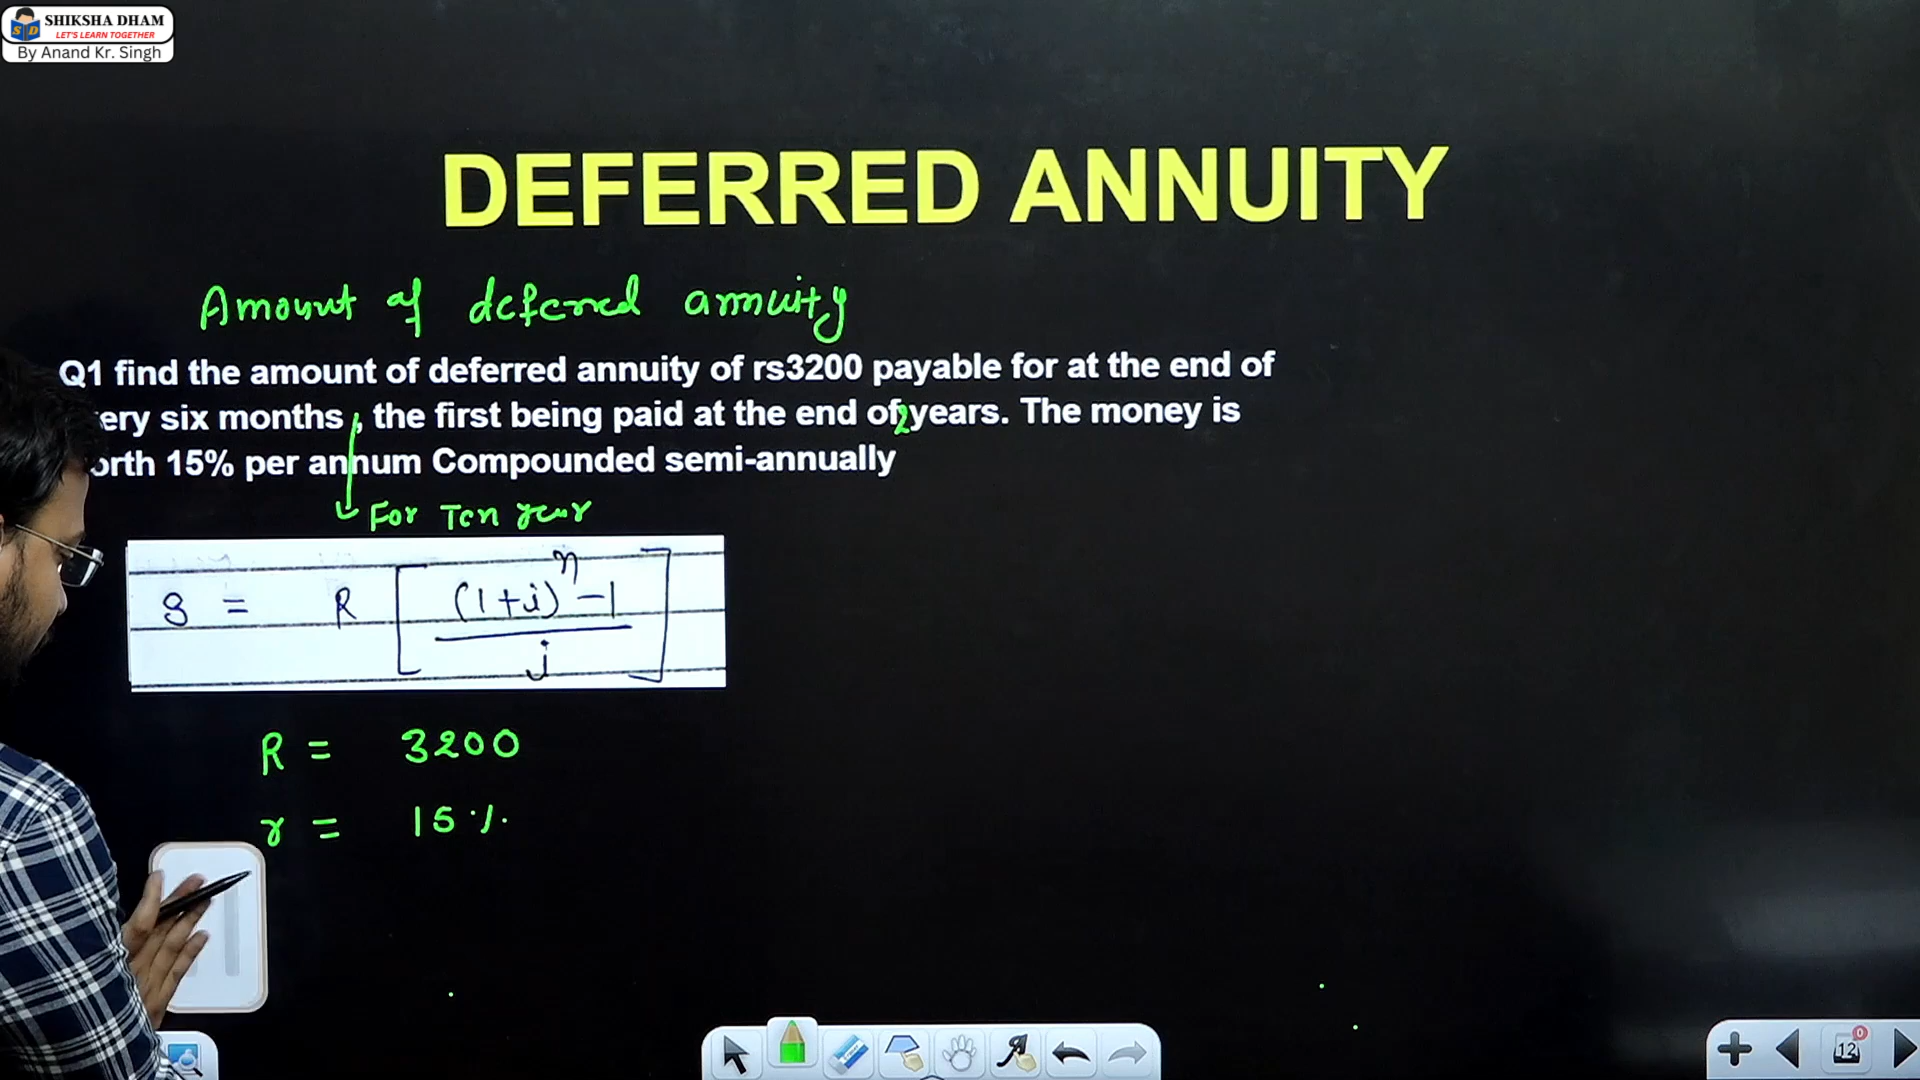 SHIKSHA DHAM
LET'S LEARN TOGETHER
By Anand Kr. Singh
DEFERRED ANNUITY
Amount of deferred annuity
Q1 find the amount of deferred annuity of rs3200 payable for at the end of
ery six months , the first being paid at the end of 2 years. The money is
orth 15% per annum Compounded semi-annually
For Ten year
S = R [ (1+i)^n -1 / i ]
R = 3200
r = 15%
12
0